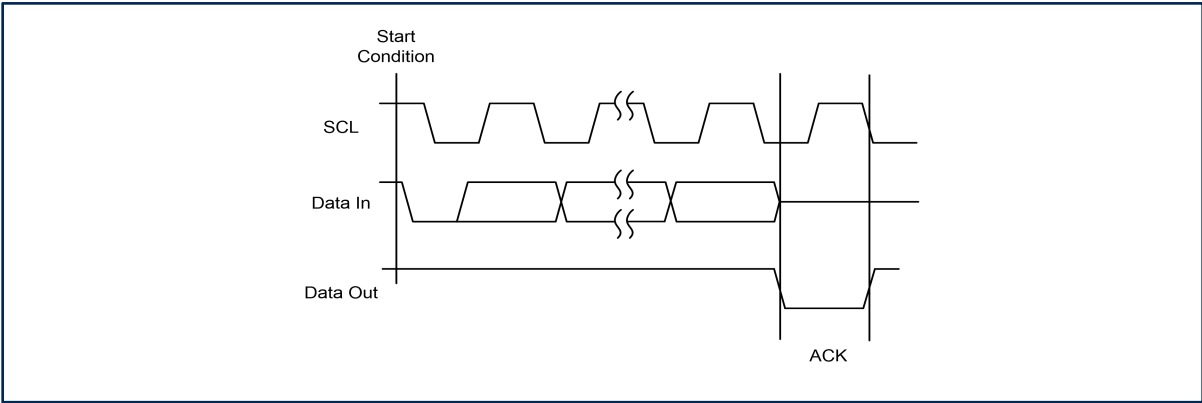 Start
Condition
SCL
Data In
Data Out
ACK